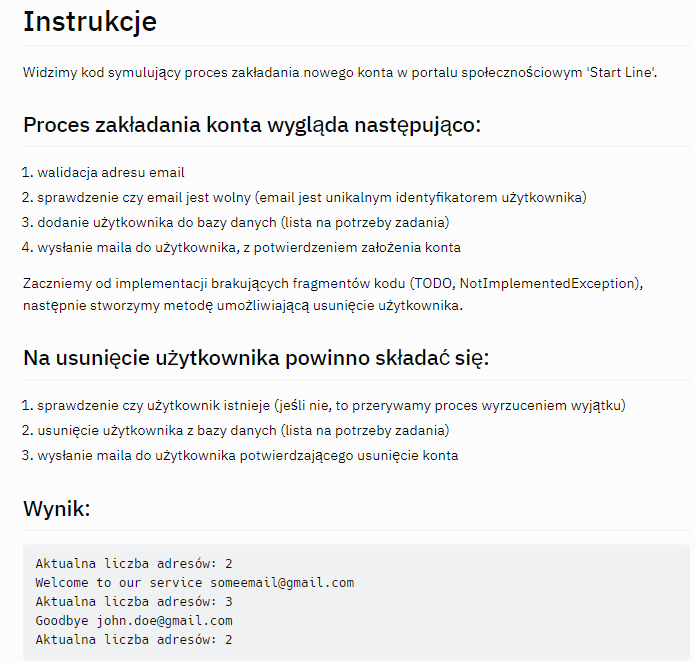 Instrukcje
Widzimy kod symulujący proces zakładania nowego konta w portalu społecznościowym 'Start Line'.
Proces zakładania konta wygląda następująco:
1. walidacja adresu email
2. sprawdzenie czy email jest wolny (email jest unikalnym identyfikatorem użytkownika)
3. dodanie użytkownika do bazy danych (lista na potrzeby zadania)
4. wysłanie maila do użytkownika, z potwierdzeniem założenia konta
Zaczniemy od implementacji brakujących fragmentów kodu (TODO, NotImplementedException),
następnie stworzymy metodę umożliwiającą usunięcie użytkownika.
Na usunięcie użytkownika powinno składać się:
1. sprawdzenie czy użytkownik istnieje (jeśli nie, to przerywamy proces wyrzuceniem wyjątku)
2. usunięcie użytkownika z bazy danych (lista na potrzeby zadania)
3. wysłanie maila do użytkownika potwierdzającego usunięcie konta
Wynik:
Aktualna liczba adresów: 2
Welcome to our service someemail@gmail.com
Aktualna liczba adresów: 3
Goodbye john.doe@gmail.com
Aktualna liczba adresów: 2